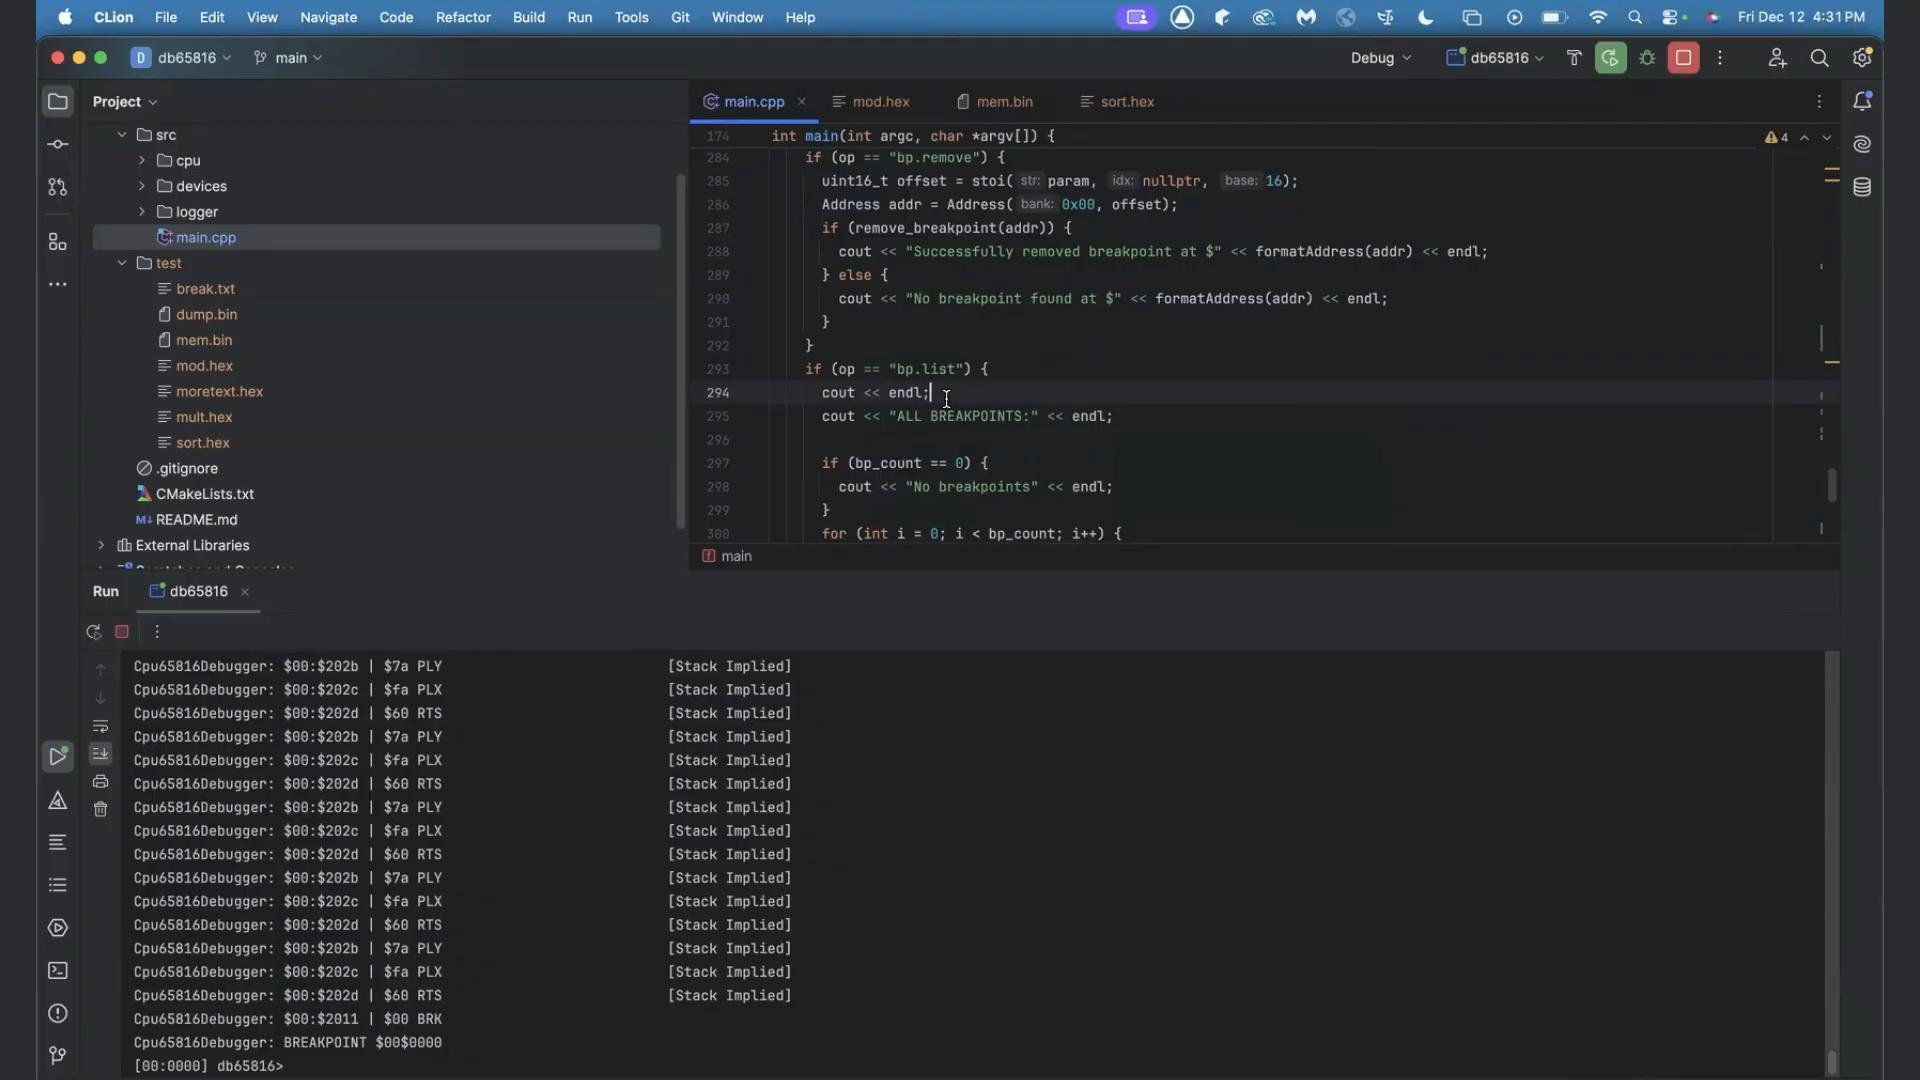 CLion File Edit View Navigate Code Refactor Build Run Tools Git Window Help Fri Dec 12 4:31 PM
D db65816 main Debug db65816
Project
main.cpp mod.hex mem.bin sort.hex
src
cpu
devices
logger
main.cpp
test
break.txt
dump.bin
mem.bin
mod.hex
moretext.hex
mult.hex
sort.hex
.gitignore
CMakeLists.txt
M↓ README.md
External Libraries
4
174 int main(int argc, char *argv[]) {
284 if (op == "bp.remove") {
285 uint16_t offset = stoi( str: param, idx: nullptr, base: 16);
286 Address addr = Address( bank: 0x00, offset);
287 if (remove_breakpoint(addr)) {
288 cout << "Successfully removed breakpoint at $" << formatAddress(addr) << endl;
289 } else {
290 cout << "No breakpoint found at $" << formatAddress(addr) << endl;
291 }
292 }
293 if (op == "bp.list") {
294 cout << endl;
295 cout << "ALL BREAKPOINTS:" << endl;
296
297 if (bp_count == 0) {
298 cout << "No breakpoints" << endl;
299 }
300 for (int i = 0; i < bp_count; i++) {
f main
Run db65816
Cpu65816Debugger: $00:$202b | $7a PLY [Stack Implied]
Cpu65816Debugger: $00:$202c | $fa PLX [Stack Implied]
Cpu65816Debugger: $00:$202d | $60 RTS [Stack Implied]
Cpu65816Debugger: $00:$202b | $7a PLY [Stack Implied]
Cpu65816Debugger: $00:$202c | $fa PLX [Stack Implied]
Cpu65816Debugger: $00:$202d | $60 RTS [Stack Implied]
Cpu65816Debugger: $00:$202b | $7a PLY [Stack Implied]
Cpu65816Debugger: $00:$202c | $fa PLX [Stack Implied]
Cpu65816Debugger: $00:$202d | $60 RTS [Stack Implied]
Cpu65816Debugger: $00:$202b | $7a PLY [Stack Implied]
Cpu65816Debugger: $00:$202c | $fa PLX [Stack Implied]
Cpu65816Debugger: $00:$202d | $60 RTS [Stack Implied]
Cpu65816Debugger: $00:$202b | $7a PLY [Stack Implied]
Cpu65816Debugger: $00:$202c | $fa PLX [Stack Implied]
Cpu65816Debugger: $00:$202d | $60 RTS [Stack Implied]
Cpu65816Debugger: $00:$2011 | $00 BRK
Cpu65816Debugger: BREAKPOINT $00$0000
[00:0000] db65816>